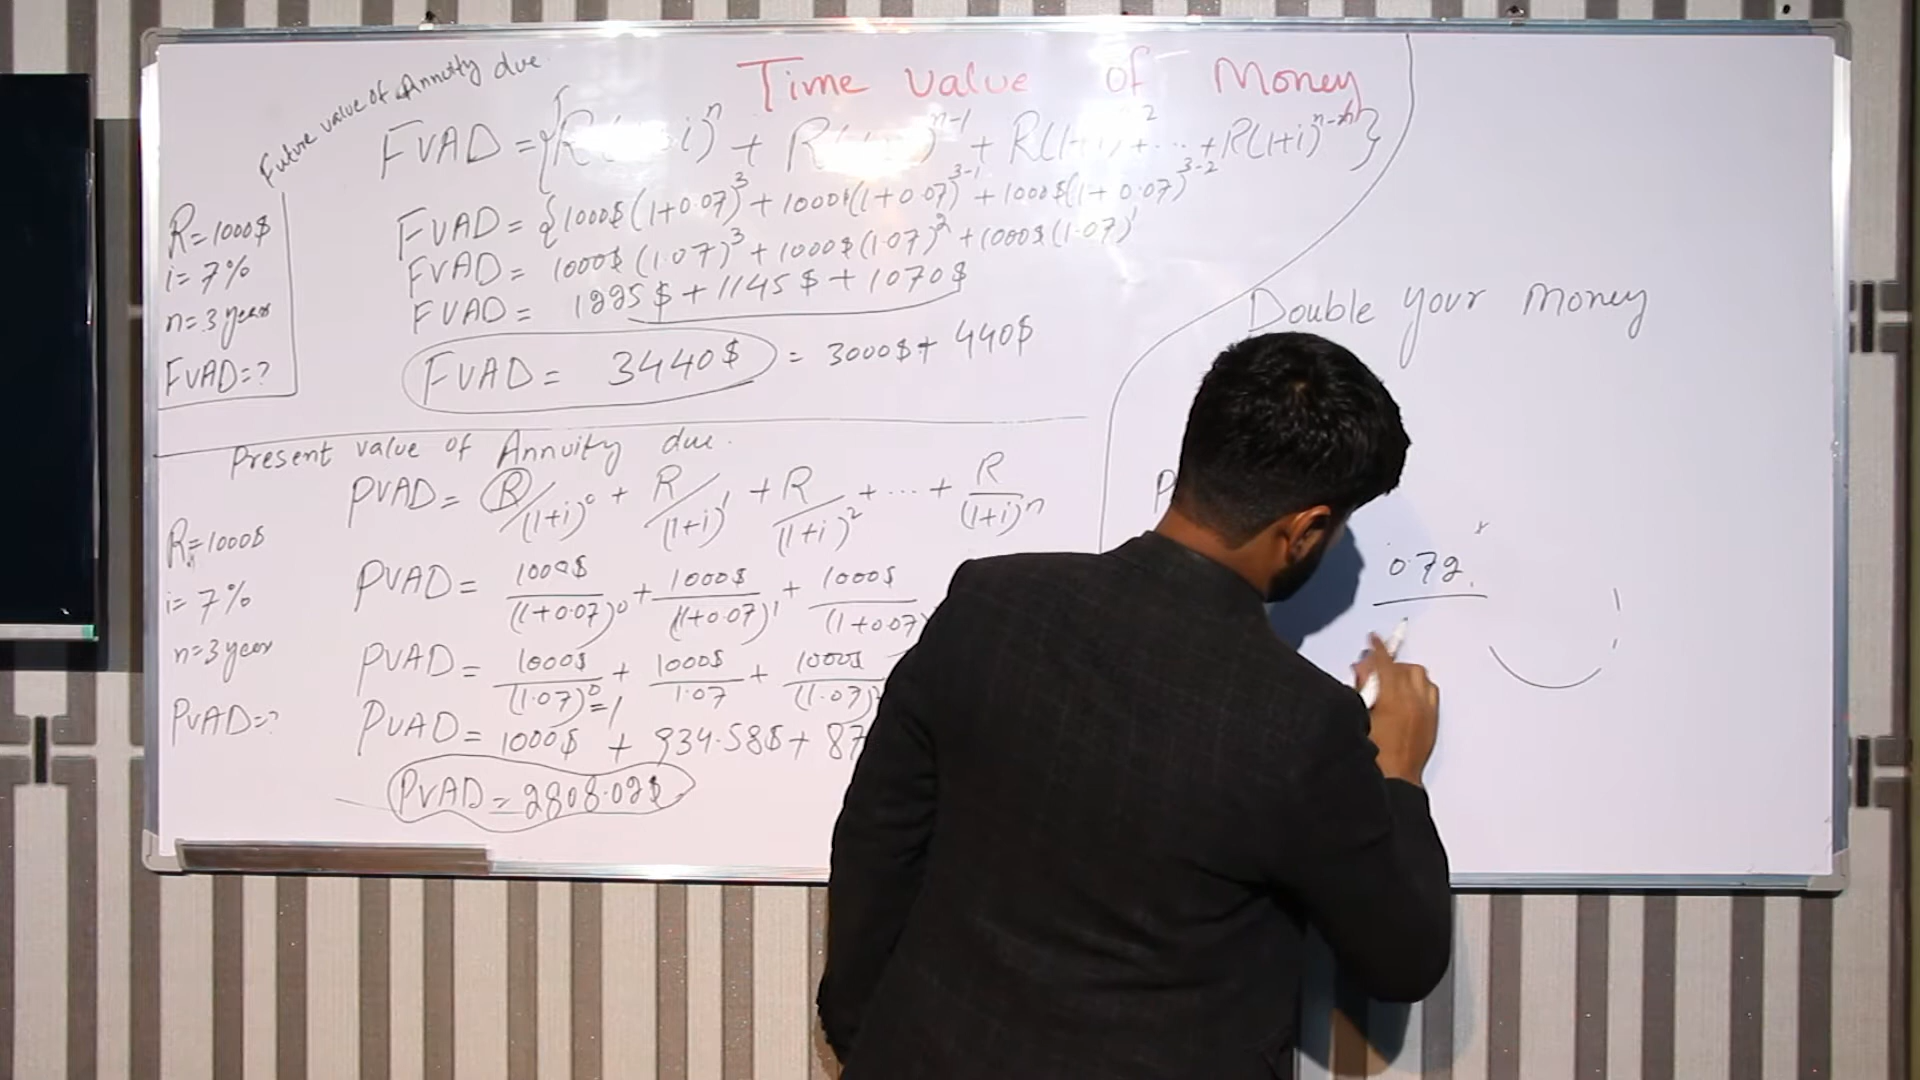 Time value of Money
Future value of Annuity due.
FVAD = {R(1+i)^n + R(1+i)^n-1 + R(1+i)^2 + ... + R(1+i)^n-n}
R=1000$
i=7%
n=3 year
FVAD=?
FVAD = {1000$(1+0.07)^3 + 1000$(1+0.07)^3-1 + 1000$(1+0.07)^3-2
FVAD = 1000$(1.07)^3 + 1000$(1.07)^2 + 1000$(1.07)^1
FVAD = 1225$ + 1145$ + 1070$
FVAD = 3440$ = 3000$ + 440$
Present value of Annuity due.
PVAD = R/(1+i)^0 + R/(1+i)^1 + R/(1+i)^2 + ... + R/(1+i)^n
R=1000$
i=7%
n=3 year
PVAD=?
PVAD = 1000$/(1+0.07)^0 + 1000$/(1+0.07)^1 + 1000$/(1+0.07)
PVAD = 1000$/(1.07)^0=1 + 1000$/1.07 + 1000$/(1.07)
PVAD = 1000$ + 934.58$ + 87
PVAD = 2808.02$
Double your Money
P
0.72